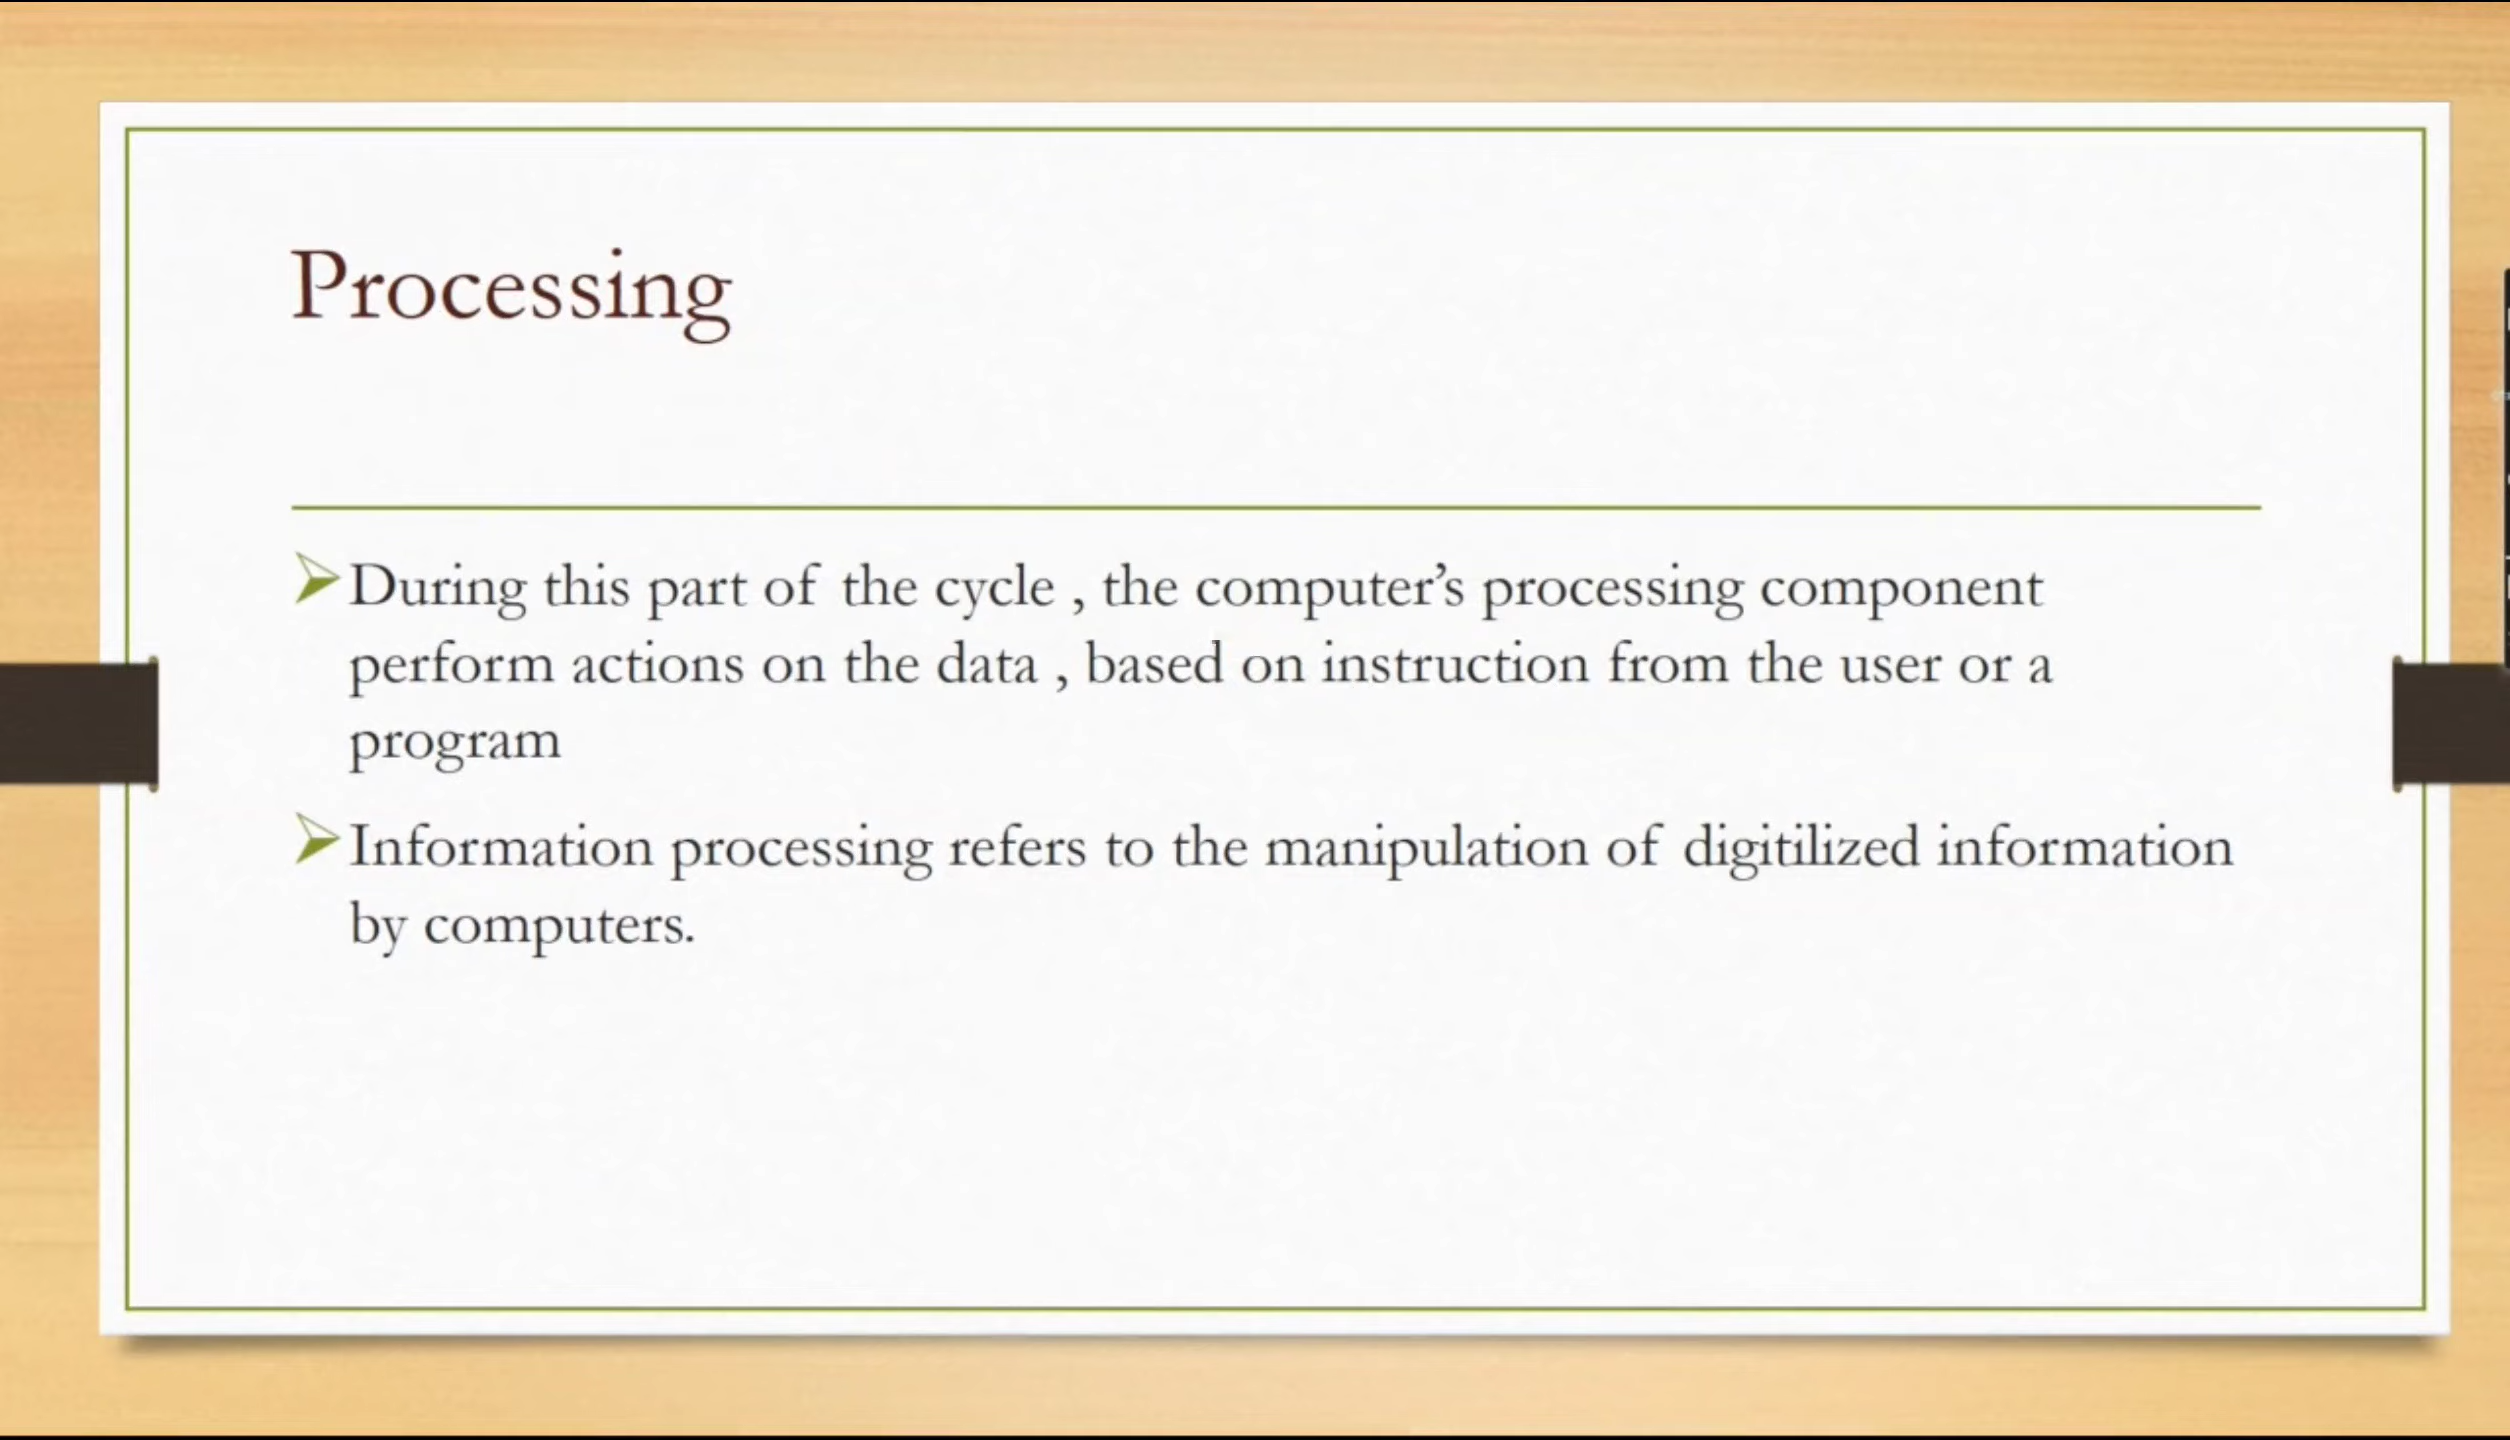 Processing
During this part of the cycle , the computer’s processing component
perform actions on the data , based on instruction from the user or a
program
Information processing refers to the manipulation of digitilized information
by computers.